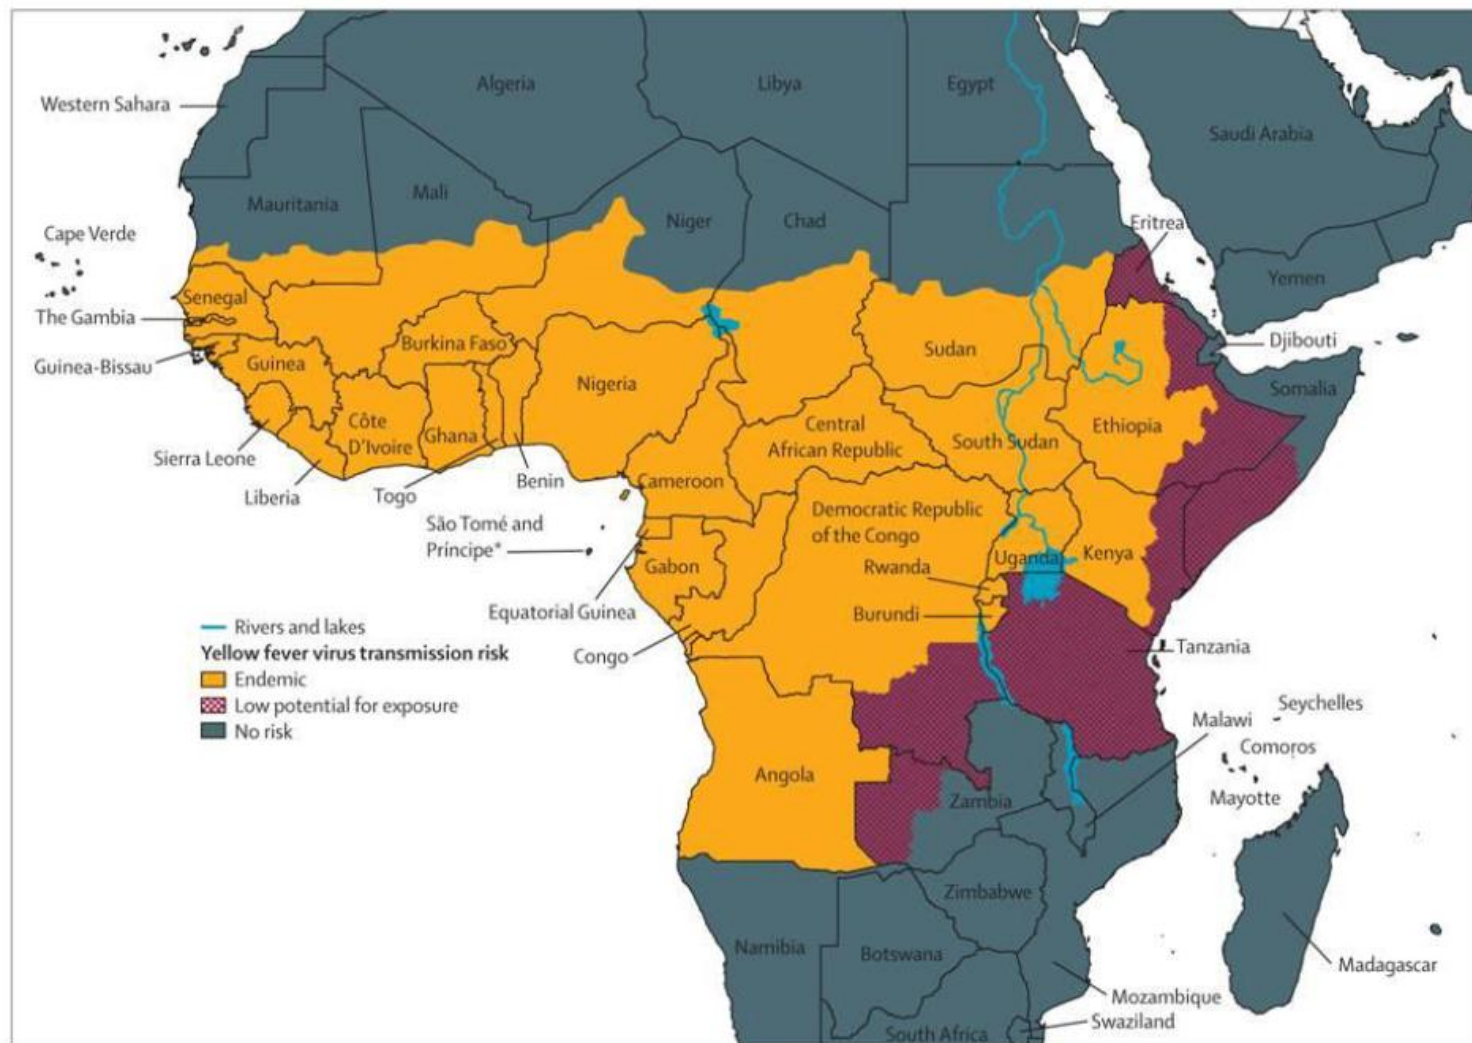 Algeria
Libya
Egypt
Western Sahara
Saudi Arabia
Mauritania
Mali
Niger
Chad
Eritrea
Cape Verde
Yemen
Senegal
The Gambia
Burkina Faso
Sudan
Djibouti
Guinea-Bissau
Guinea
Nigeria
Somalia
Côte
D'Ivoire
Ghana
Central
African Republic
South Sudan
Ethiopia
Sierra Leone
Liberia
Togo
Benin
Cameroon
São Tomé and
Príncipe*
Democratic Republic
of the Congo
Uganda
Kenya
Gabon
Rwanda
Equatorial Guinea
Burundi
Congo
Tanzania
Rivers and lakes
Yellow fever virus transmission risk
Endemic
Low potential for exposure
No risk
Seychelles
Malawi
Comoros
Mayotte
Angola
Zambia
Zimbabwe
Namibia
Botswana
Madagascar
Mozambique
Swaziland
South Africa